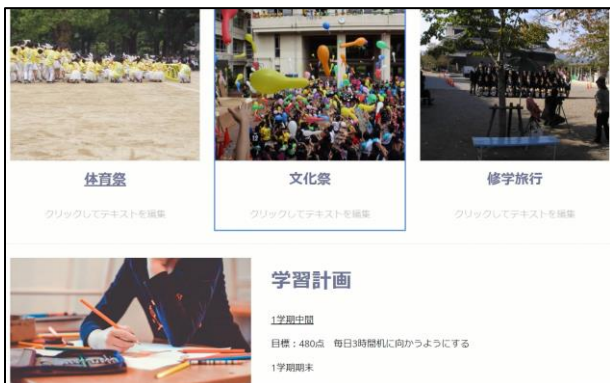 体育祭
文化祭
修学旅行
クリックしてテキストを編集
クリックしてテキストを編集
クリックしてテキストを編集
学習計画
1学期中間
目標：480点　毎日3時間机に向かうようにする
1学期期末